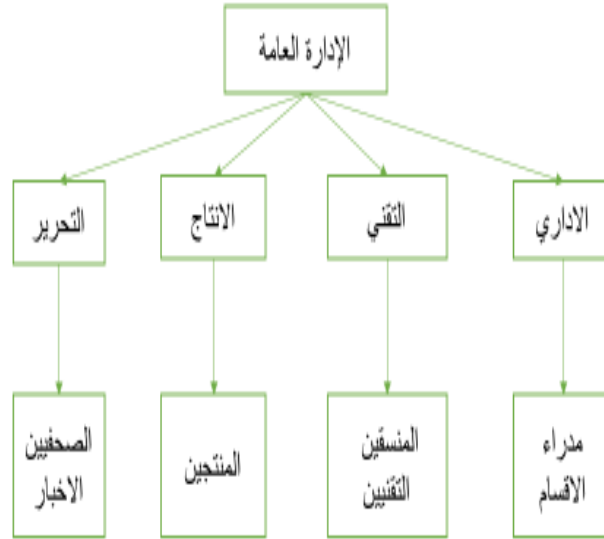 الإدارة العامة
الاداري
التقني
الانتاج
التحرير
مدراء
الاقسام
المنسقين
التقنيين
المنتجين
الصحفيين
الاخبار